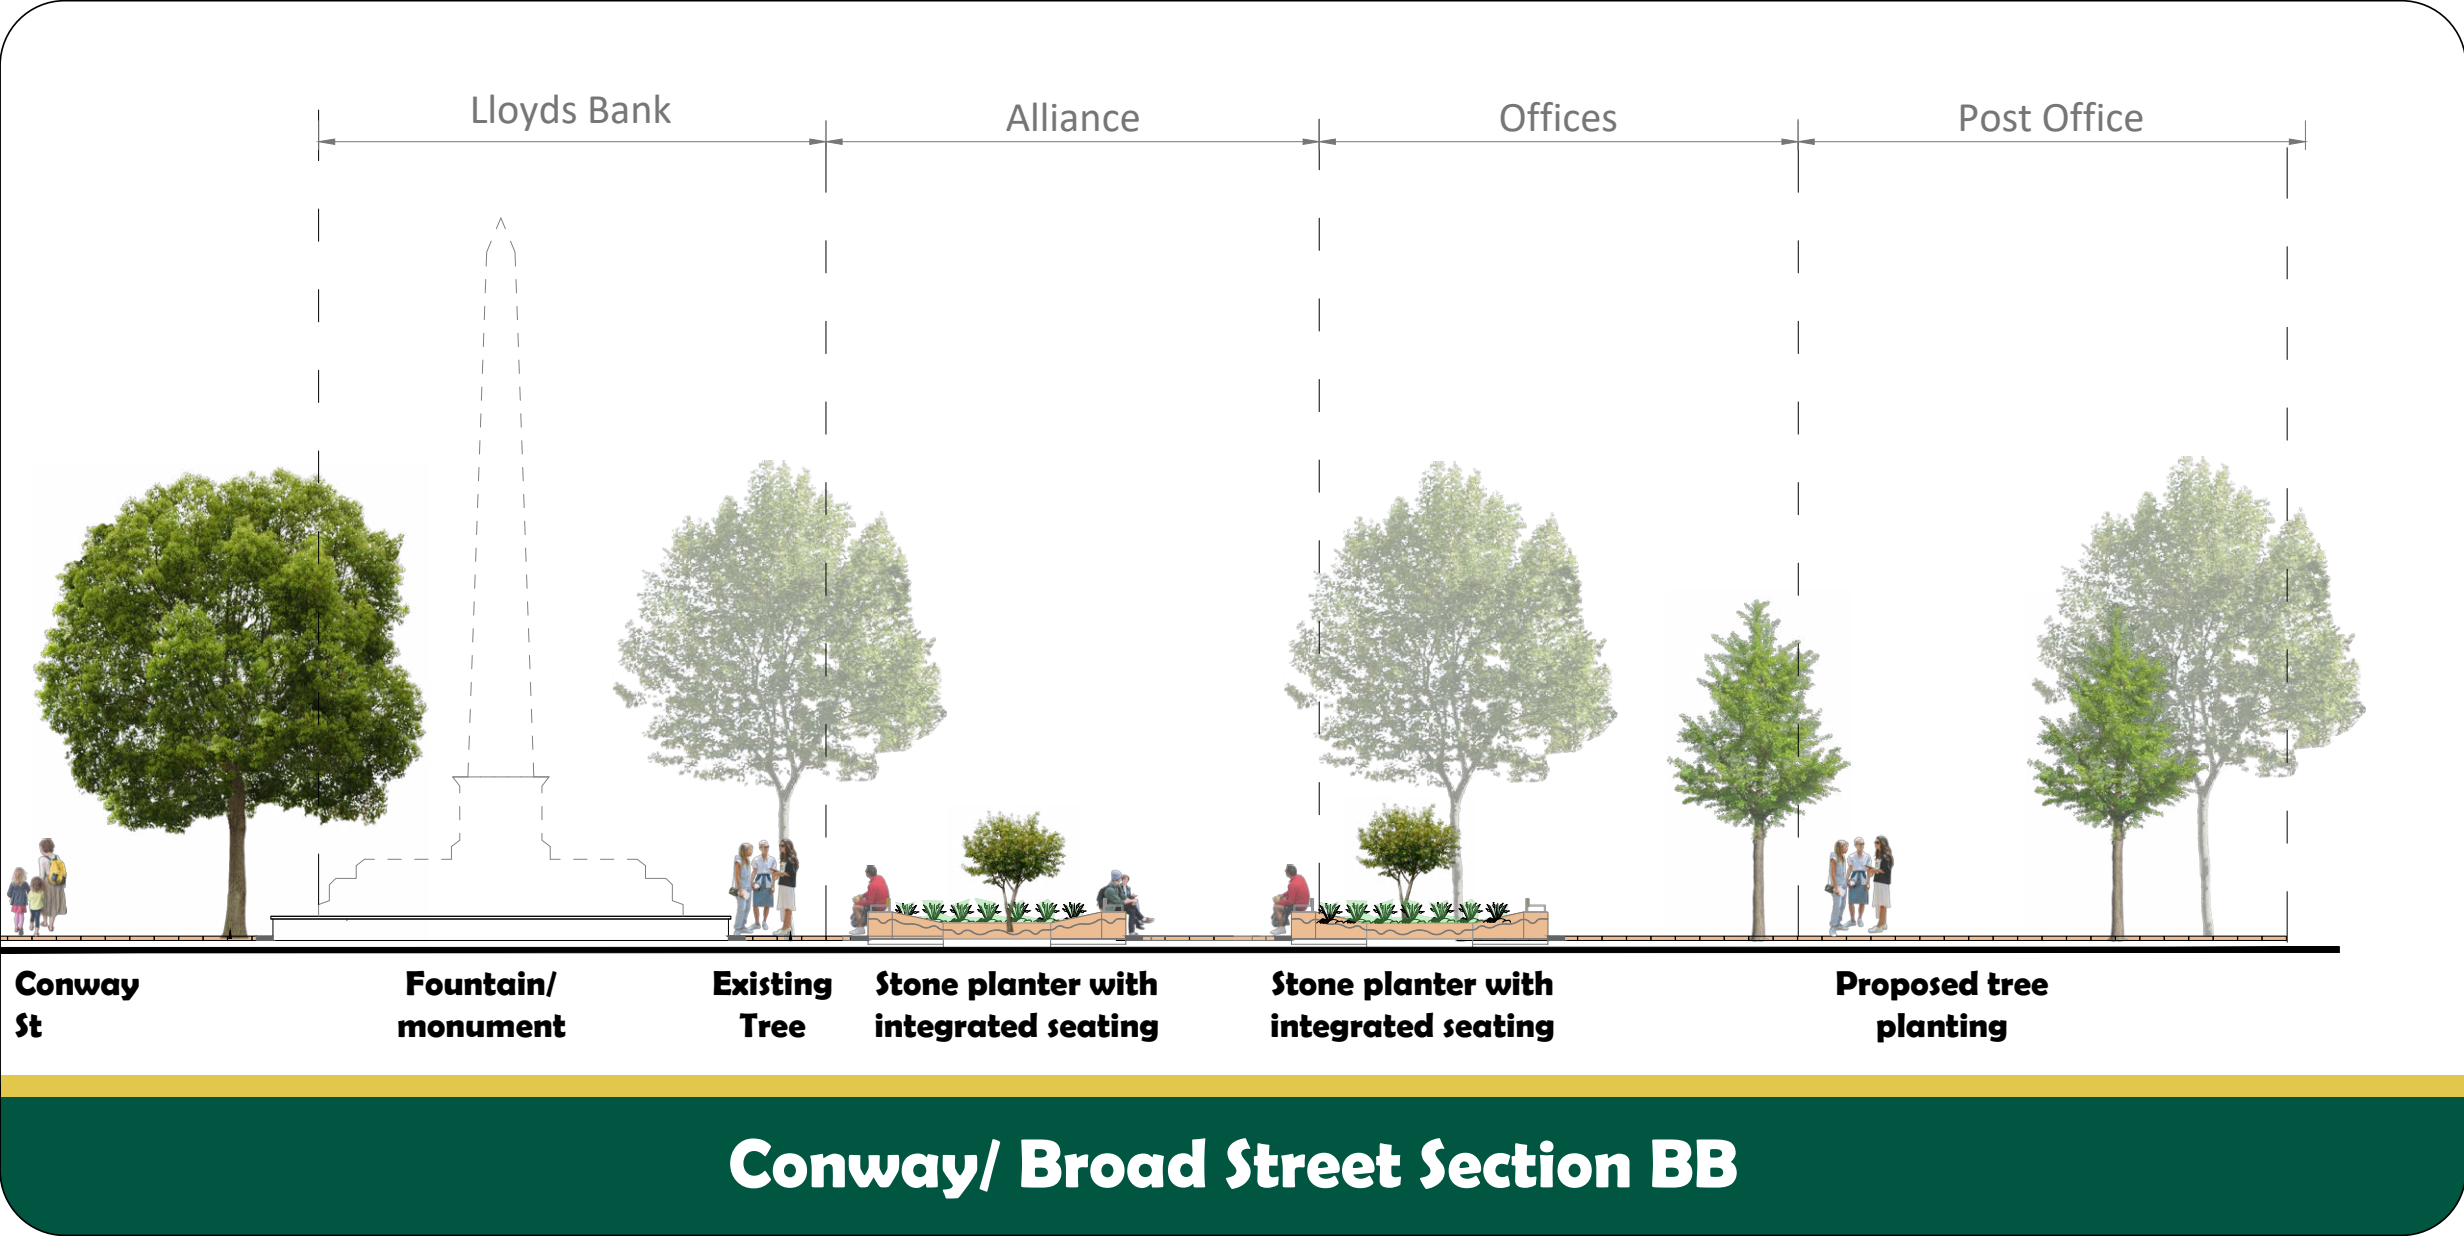 Lloyds Bank
Alliance
Offices
Post Office
Conway
St
Fountain/
monument
Existing
Tree
Stone planter with
integrated seating
Stone planter with
integrated seating
Proposed tree
planting
Conway/ Broad Street Section BB